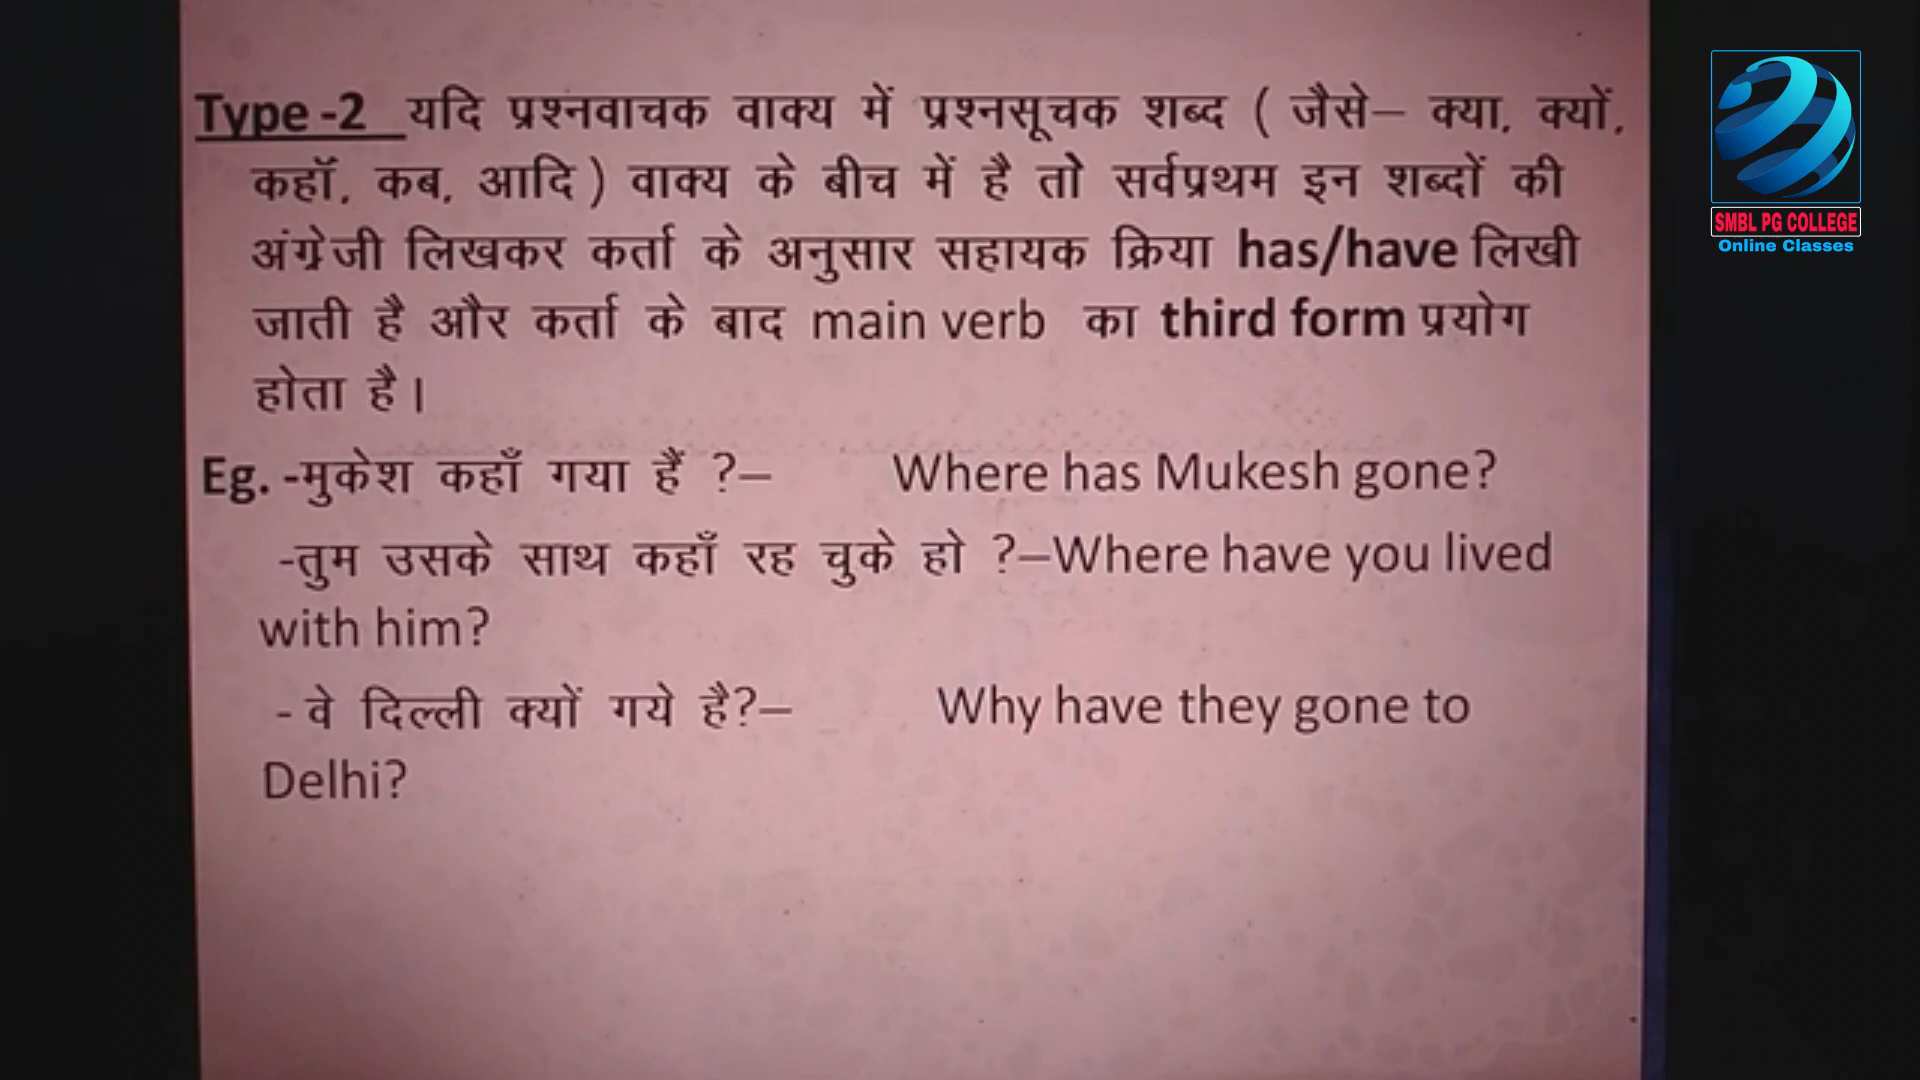 Type -2 यदि प्रश्नवाचक वाक्य में प्रश्नसूचक शब्द ( जैसे– क्या, क्यों,
कहॉ, कब, आदि ) वाक्य के बीच में है तो सर्वप्रथम इन शब्दों की
अंग्रेजी लिखकर कर्ता के अनुसार सहायक क्रिया has/have लिखी
जाती है और कर्ता के बाद main verb का third form प्रयोग
होता है।
Eg. -मुकेश कहाँ गया हैं ?– Where has Mukesh gone?
-तुम उसके साथ कहाँ रह चुके हो ?–Where have you lived
with him?
- वे दिल्ली क्यों गये है?– Why have they gone to
Delhi?
SMBL PG COLLEGE
Online Classes